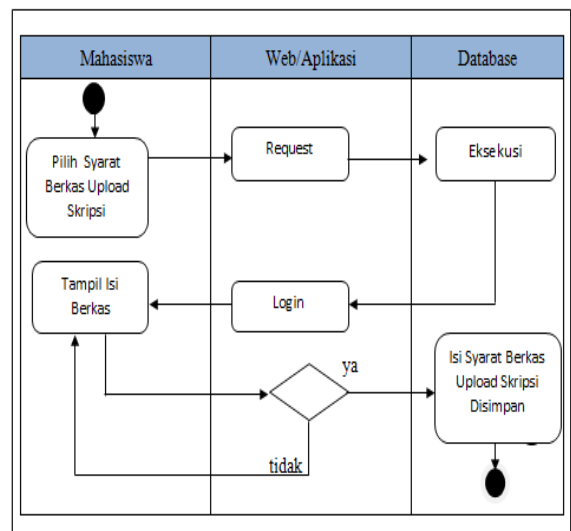 Mahasiswa
Web/Aplikasi
Database
Pilih Syarat
Berkas Upload
Skripsi
Request
Eksekusi
Tampil Isi
Berkas
Login
ya
Isi Syarat Berkas
Upload Skripsi
Disimpan
tidak